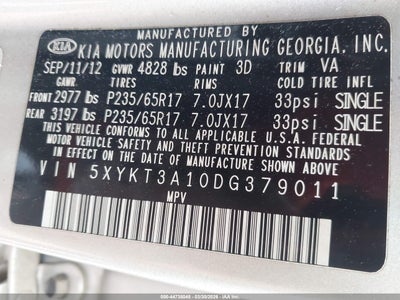 MANUFACTURED BY
KIA KIA MOTORS MANUFACTURING GEORGIA, INC.
SEP/11/12 GVWR 4828 lbs PAINT 3D TRIM VA
GAWR TIRES RIMS COLD TIRE INFL
FRONT 2977 lbs P235/65R17 7.0JX17 33psi SINGLE
REAR 3197 lbs P235/65R17 7.0JX17 33psi SINGLE
THIS VEHICLE CONFORMS TO ALL APPLICABLE U.S.A. FEDERAL
MOTOR VEHICLE SAFETY STANDARDS IN EFFECT ON THE
DATE OF MANUFACTURE SHOWN ABOVE.
VIN 5XYKT3A10DG379011
MPV